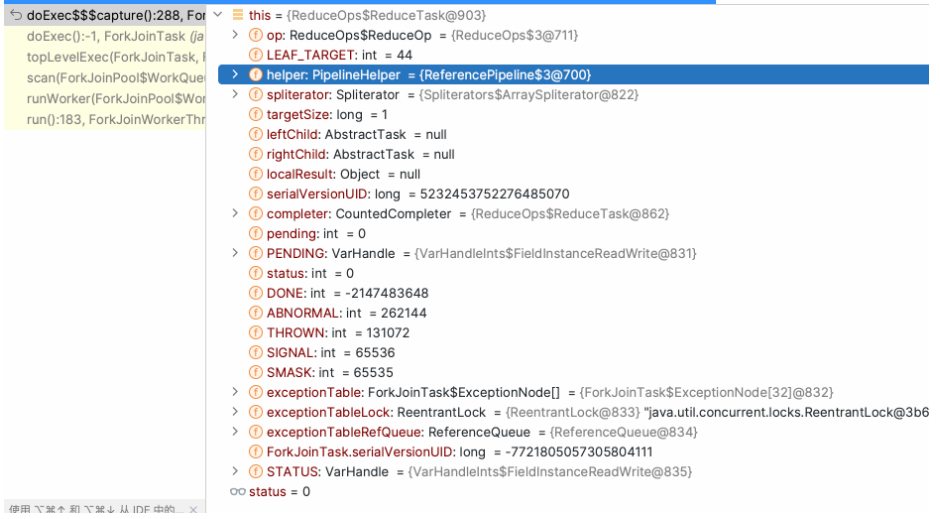 doExec$$$capture():288, For
doExec():-1, ForkJoinTask (ja
topLevelExec(ForkJoinTask, F
scan(ForkJoinPool$WorkQue
runWorker(ForkJoinPool$Wor
run():183, ForkJoinWorkerThr
this = {ReduceOps$ReduceTask@903}
op: ReduceOps$ReduceOp = {ReduceOps$3@711}
LEAF_TARGET: int = 44
helper: PipelineHelper = {ReferencePipeline$3@700}
spliterator: Spliterator = {Spliterators$ArraySpliterator@822}
targetSize: long = 1
leftChild: AbstractTask = null
rightChild: AbstractTask = null
localResult: Object = null
serialVersionUID: long = 5232453752276485070
completer: CountedCompleter = {ReduceOps$ReduceTask@862}
pending: int = 0
PENDING: VarHandle = {VarHandleInts$FieldInstanceReadWrite@831}
status: int = 0
DONE: int = -2147483648
ABNORMAL: int = 262144
THROWN: int = 131072
SIGNAL: int = 65536
SMASK: int = 65535
exceptionTable: ForkJoinTask$ExceptionNode[] = {ForkJoinTask$ExceptionNode[32]@832}
exceptionTableLock: ReentrantLock = {ReentrantLock@833} "java.util.concurrent.locks.ReentrantLock@3b6
exceptionTableRefQueue: ReferenceQueue = {ReferenceQueue@834}
ForkJoinTask.serialVersionUID: long = -7721805057305804111
STATUS: VarHandle = {VarHandleInts$FieldInstanceReadWrite@835}
status = 0
使用 ⌥⌘↑ 和 ⌥⌘↓ 从 IDE 中的...